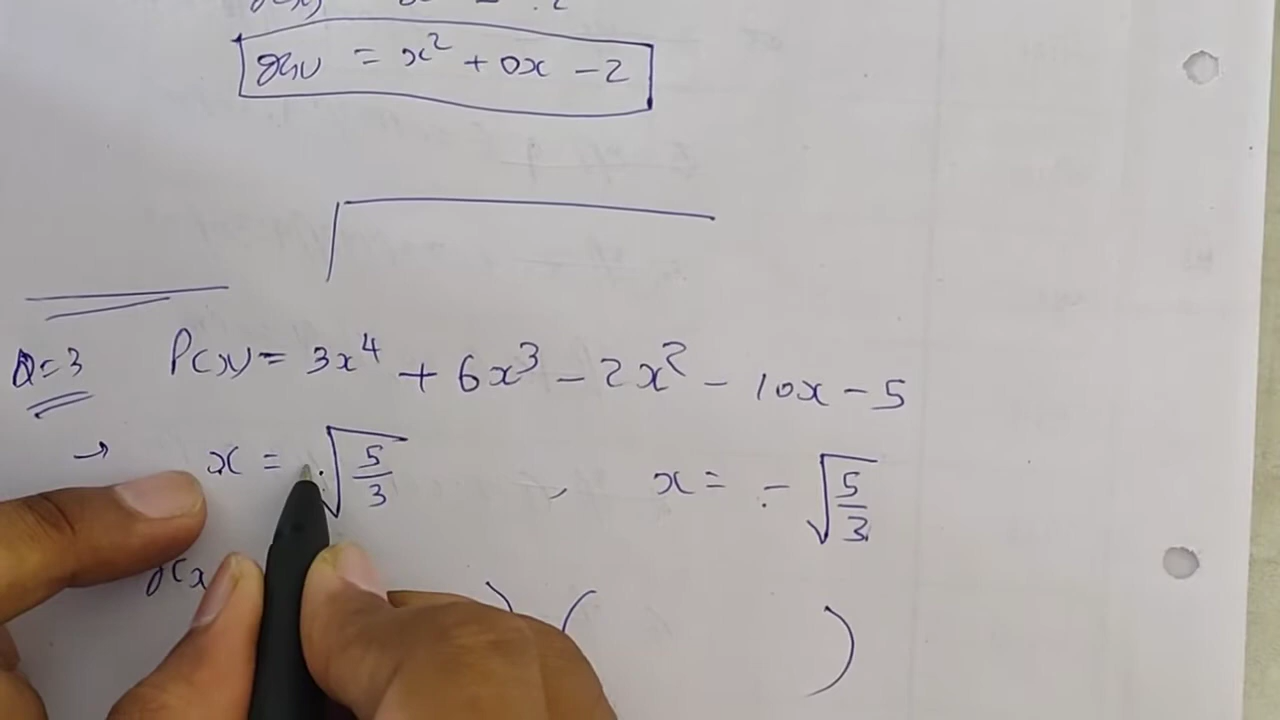 g(x) = x² + 0x - 2
Q=3 P(x) = 3x⁴ + 6x³ - 2x² - 10x - 5
→ x = √5/3 , x = - √5/3
g(x ) ( )